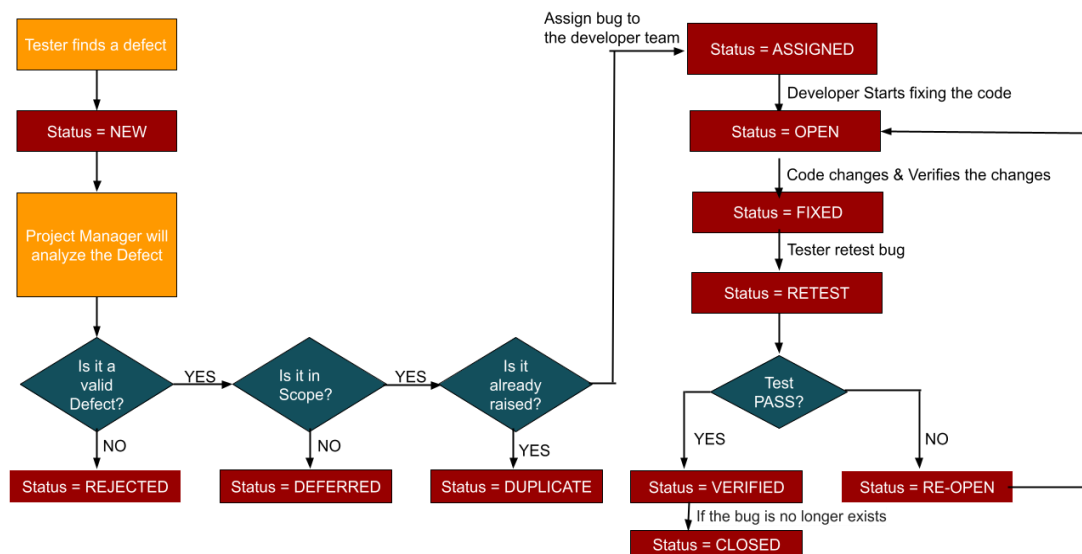 Tester finds a defect
Status = NEW
Project Manager will
analyze the Defect
Is it a
valid
Defect?
YES
NO
Status = REJECTED
Is it in
Scope?
YES
NO
Status = DEFERRED
Is it
already
raised?
YES
Status = DUPLICATE
Assign bug to
the developer team
Status = ASSIGNED
Developer Starts fixing the code
Status = OPEN
Code changes & Verifies the changes
Status = FIXED
Tester retest bug
Status = RETEST
Test
PASS?
YES
NO
Status = VERIFIED
Status = RE-OPEN
If the bug is no longer exists
Status = CLOSED